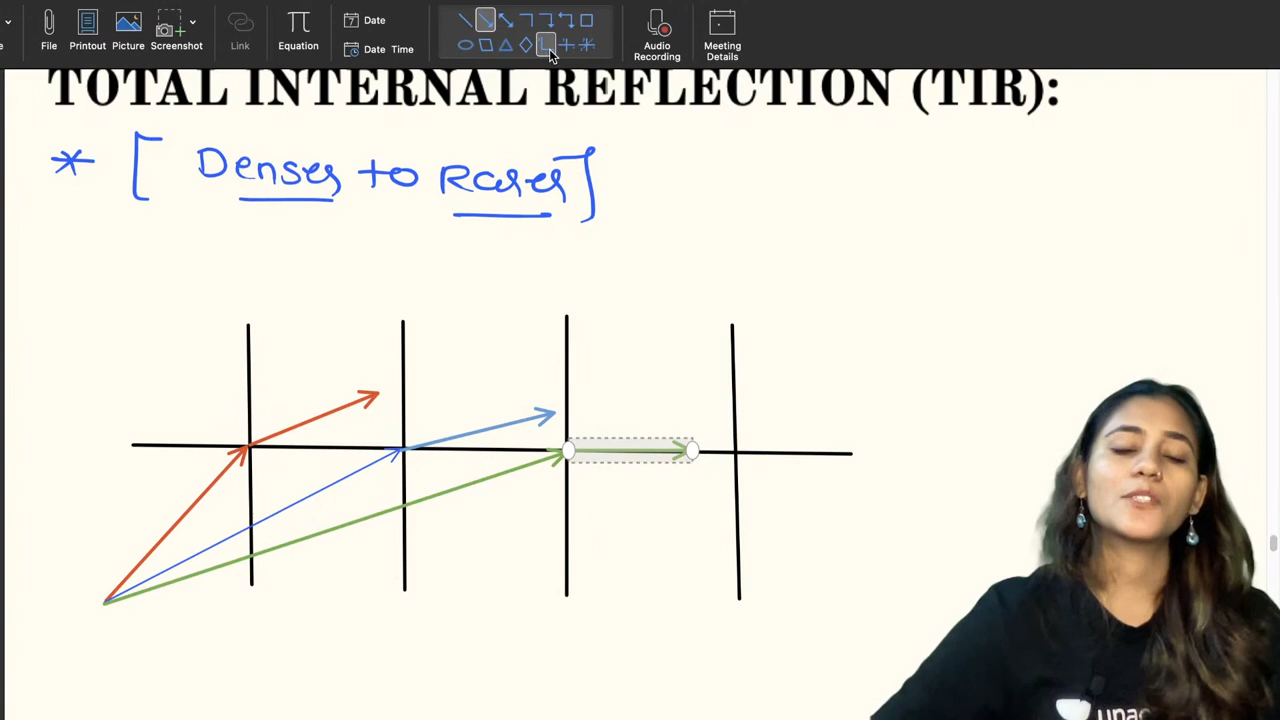 File Printout Picture Screenshot Link Equation Date Date Time Audio Recording Meeting Details
TOTAL INTERNAL REFLECTION (TIR):
* [ Denser to Rarer ]